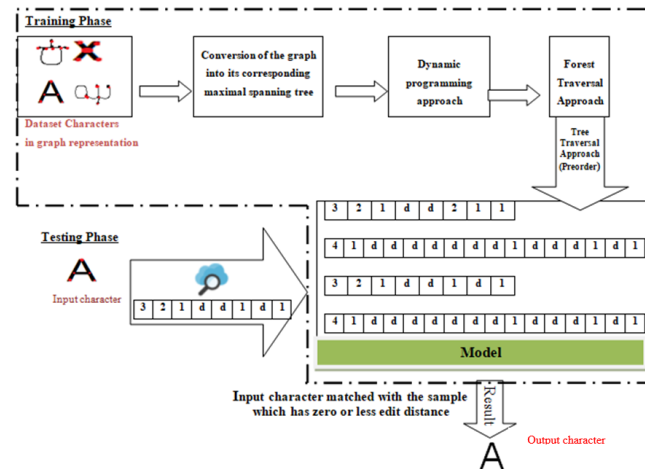 Training Phase
Conversion of the graph
into its corresponding
maximal spanning tree
Dynamic
programming
approach
Forest
Traversal
Approach
A
Dataset Characters
in graph representation
Tree
Traversal
Approach
(Preorder)
3 2 1 d d 2 1 1
4 1 d d d d d d 1 d d d 1 d 1
3 2 1 d d 1 d 1
4 1 d d d d d d 1 d d d 1 d 1
Model
Testing Phase
A
Input character
3 2 1 d d 1 d 1
Input character matched with the sample
which has zero or less edit distance
Result
Output character
A